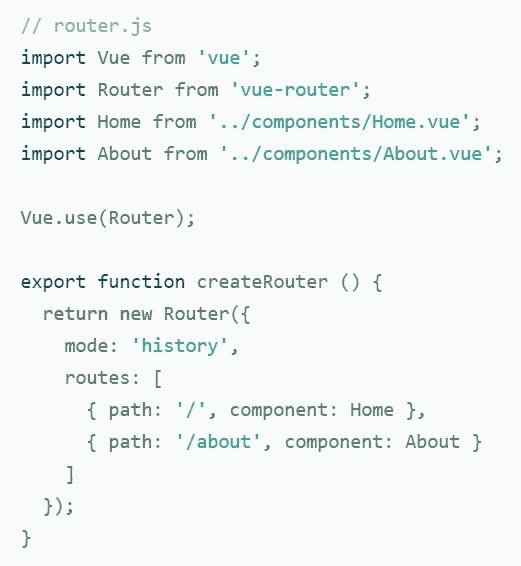 // router.js
import Vue from 'vue';
import Router from 'vue-router';
import Home from '../components/Home.vue';
import About from '../components/About.vue';

Vue.use(Router);

export function createRouter () {
  return new Router({
    mode: 'history',
    routes: [
      { path: '/', component: Home },
      { path: '/about', component: About }
    ]
  });
}